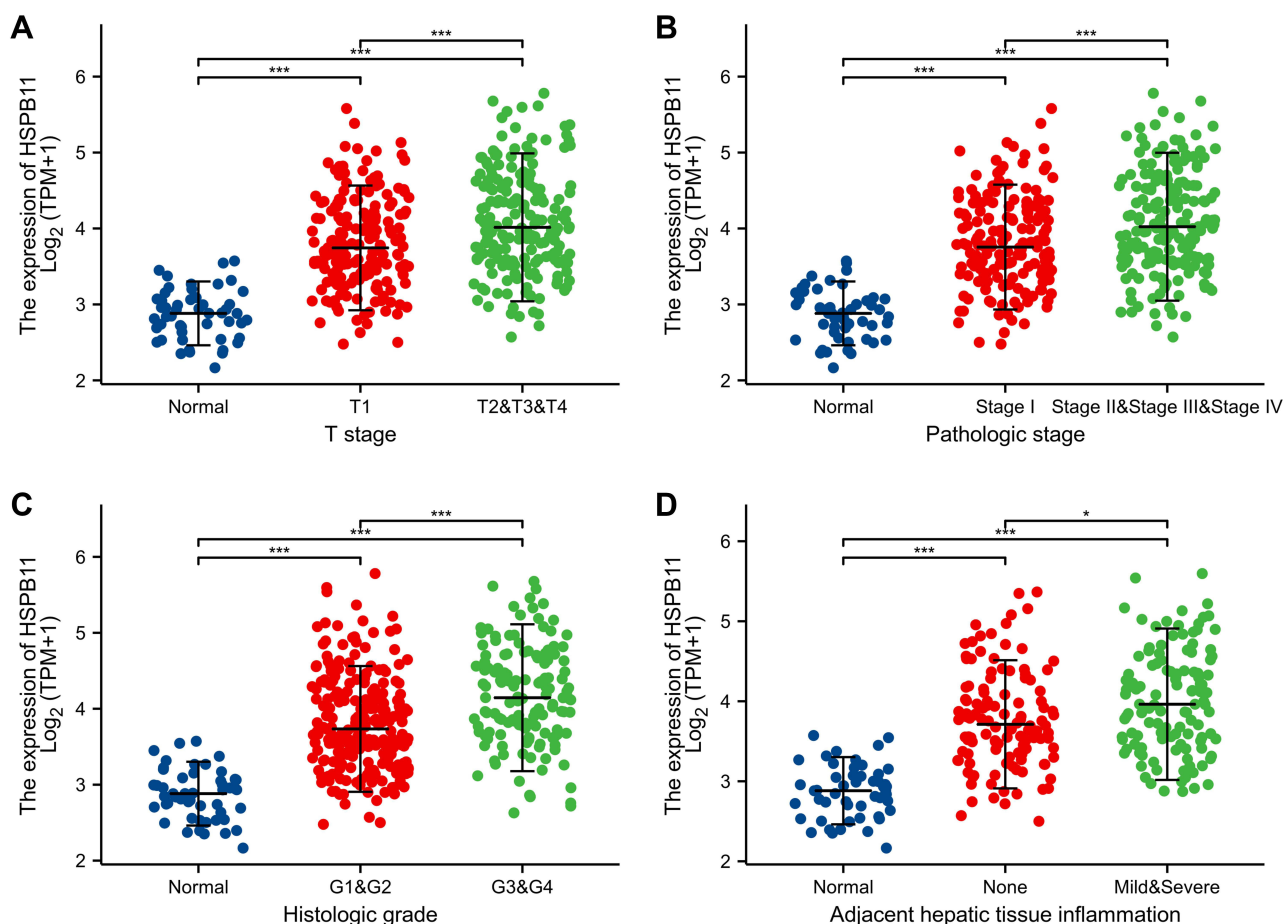 A
The expression of HSPB11
Log2 (TPM+1)
6
5
4
3
2
***
***
***
Normal
T1
T2&T3&T4
T stage
B
The expression of HSPB11
Log2 (TPM+1)
6
5
4
3
2
***
***
***
Normal
Stage I
Stage II&Stage III&Stage IV
Pathologic stage
C
The expression of HSPB11
Log2 (TPM+1)
6
5
4
3
2
***
***
***
Normal
G1&G2
G3&G4
Histologic grade
D
The expression of HSPB11
Log2 (TPM+1)
6
5
4
3
2
*
***
***
Normal
None
Mild&Severe
Adjacent hepatic tissue inflammation